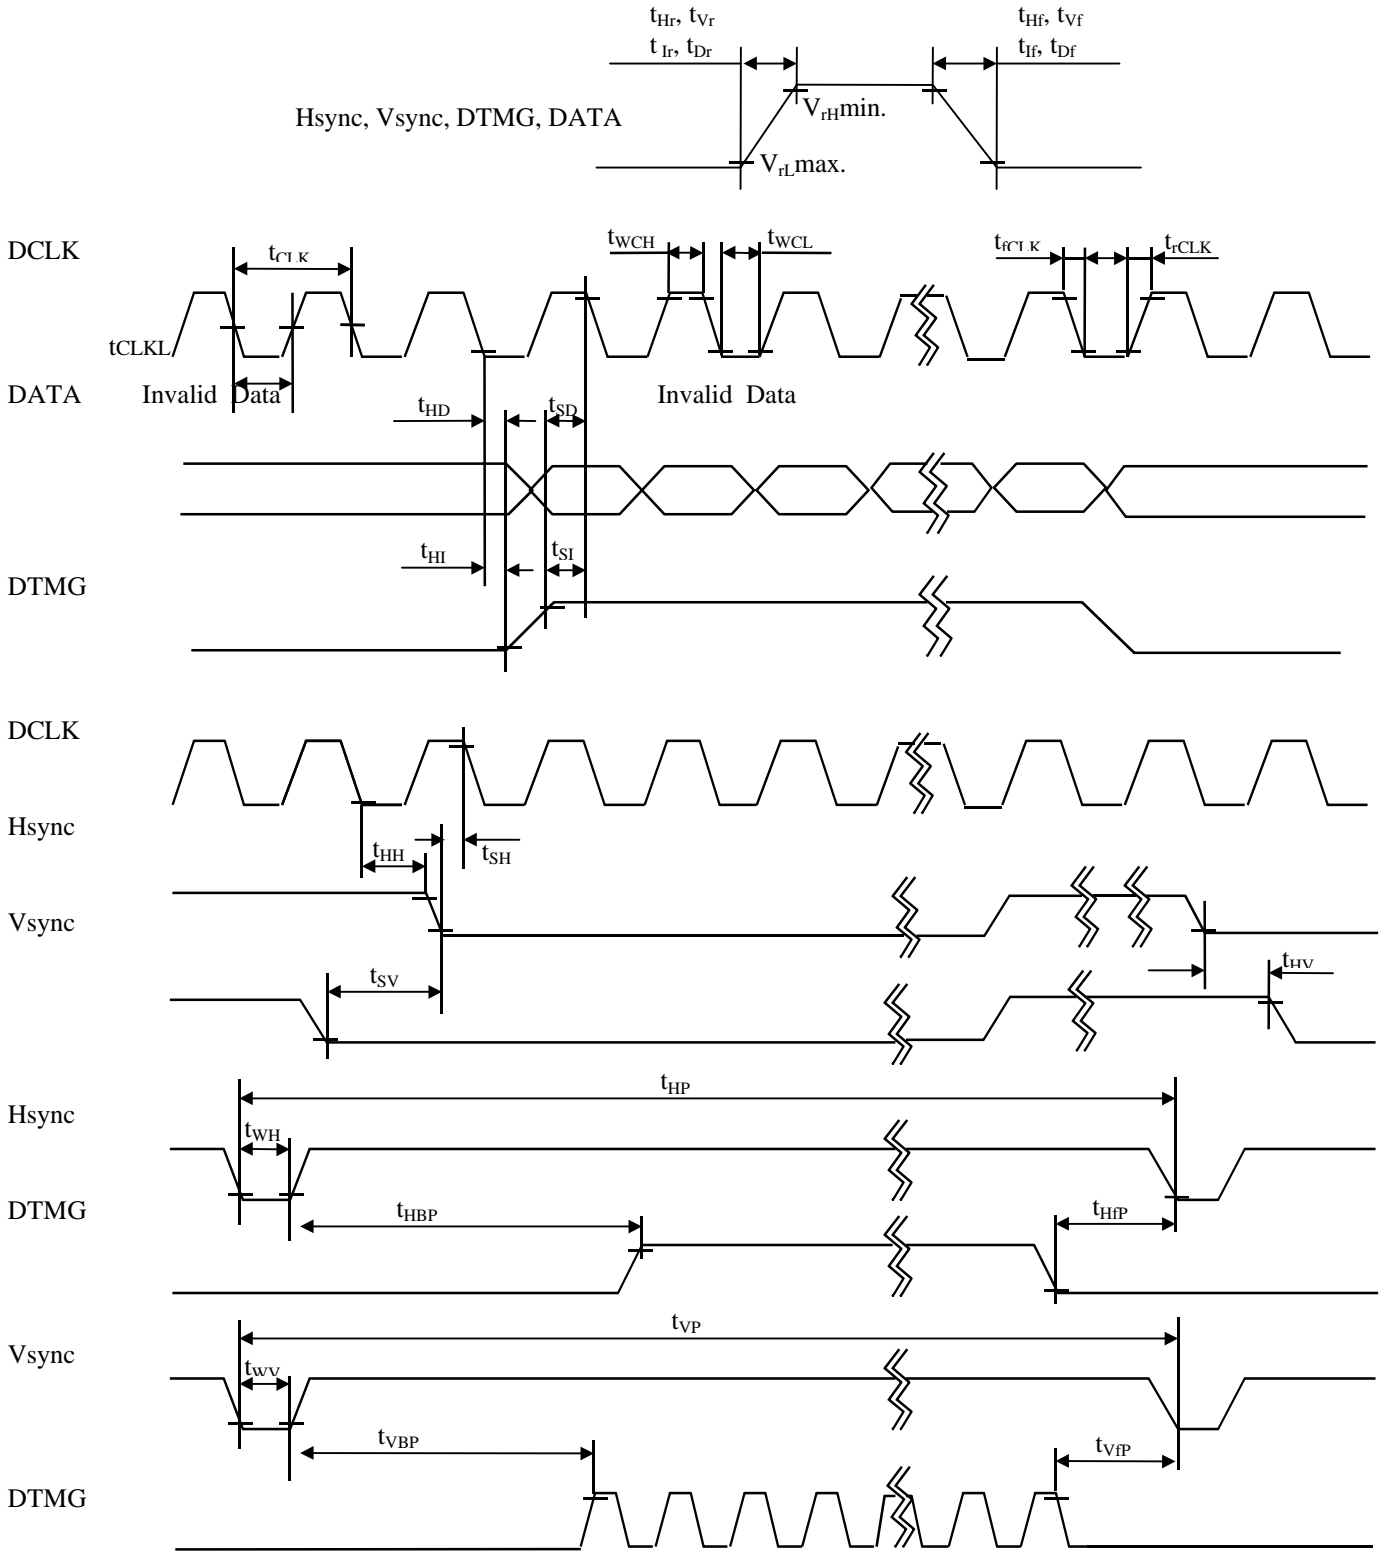 tHr, tVr
tHf, tVf
t Ir, tDr
tIf, tDf
Hsync, Vsync, DTMG, DATA
VrHmin.
VrLmax.
DCLK
tCLK
tWCH
tWCL
tfCLK
trCLK
tCLKL
DATA
Invalid Data
Invalid Data
tHD
tSD
tHI
tSI
DTMG
DCLK
Hsync
tHH
tSH
Vsync
tSV
tHV
tHP
Hsync
tWH
DTMG
tHBP
tHfP
tVP
Vsync
tWV
tVBP
tVfP
DTMG